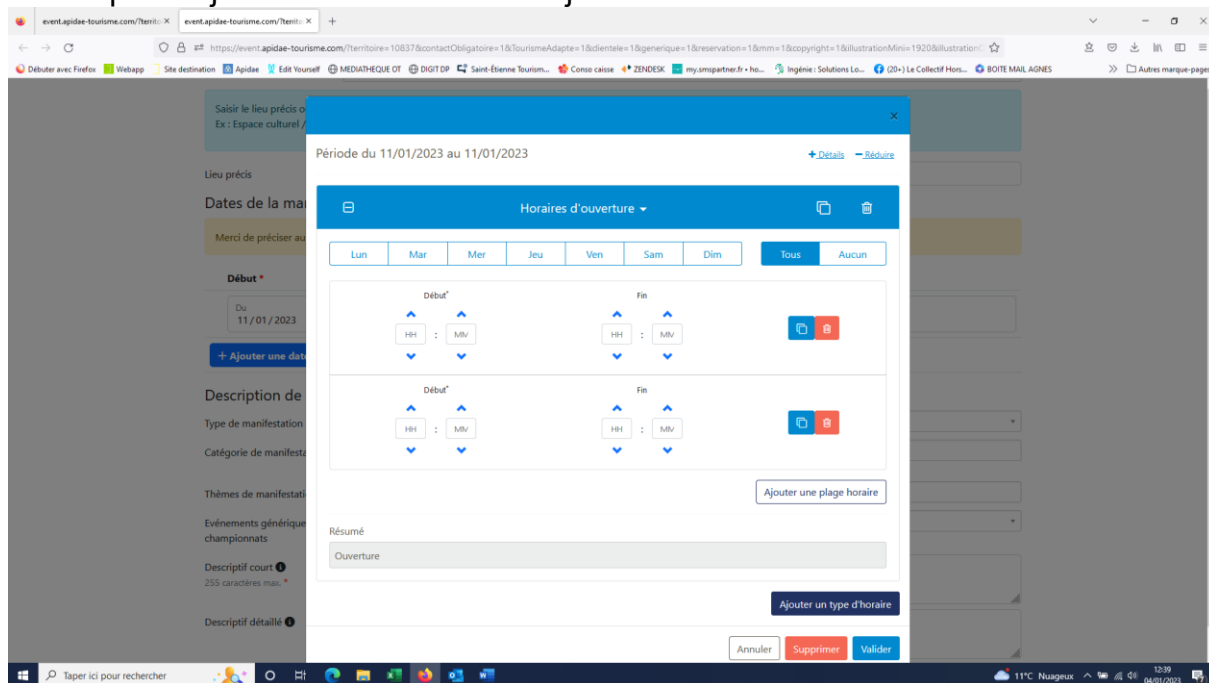 event.apidae-tourisme.com/?territo
event.apidae-tourisme.com/?territo
https://event.apidae-tourisme.com/?territoire=10837&contactObligatoire=1&TourismeAdapte=1&clientele=1&generique=1&reservation=1&mm=1&copyright=1&illustrationMini=1920&illustration
Débuter avec Firefox Webapp Site destination Apidae Edit Yourself MEDIATHEQUE OT DIGIT DP Saint-Étienne Tourism... Conso caisse ZENDESK my.smspartner.fr • ho... Ingénie : Solutions Lo... (20+) Le Collectif Hors... BOITE MAIL AGNES Autres marque-pages
Saisir le lieu précis o
Ex : Espace culturel /
Période du 11/01/2023 au 11/01/2023
+ Détails − Réduire
Lieu précis
Dates de la ma
Horaires d'ouverture
Merci de préciser au
Lun Mar Mer Jeu Ven Sam Dim Tous Aucun
Début *
Début* Fin
Du
11/01/2023
HH : MM HH : MM
+ Ajouter une dat
Début* Fin
Description de
HH : MM HH : MM
Type de manifestation
Catégorie de manifesta
Ajouter une plage horaire
Thèmes de manifestati
Evénements générique
championnats
Résumé
Ouverture
Descriptif court
255 caractères max. *
Ajouter un type d'horaire
Descriptif détaillé
Annuler Supprimer Valider
Taper ici pour rechercher
11°C Nuageux
12:39
04/01/2023